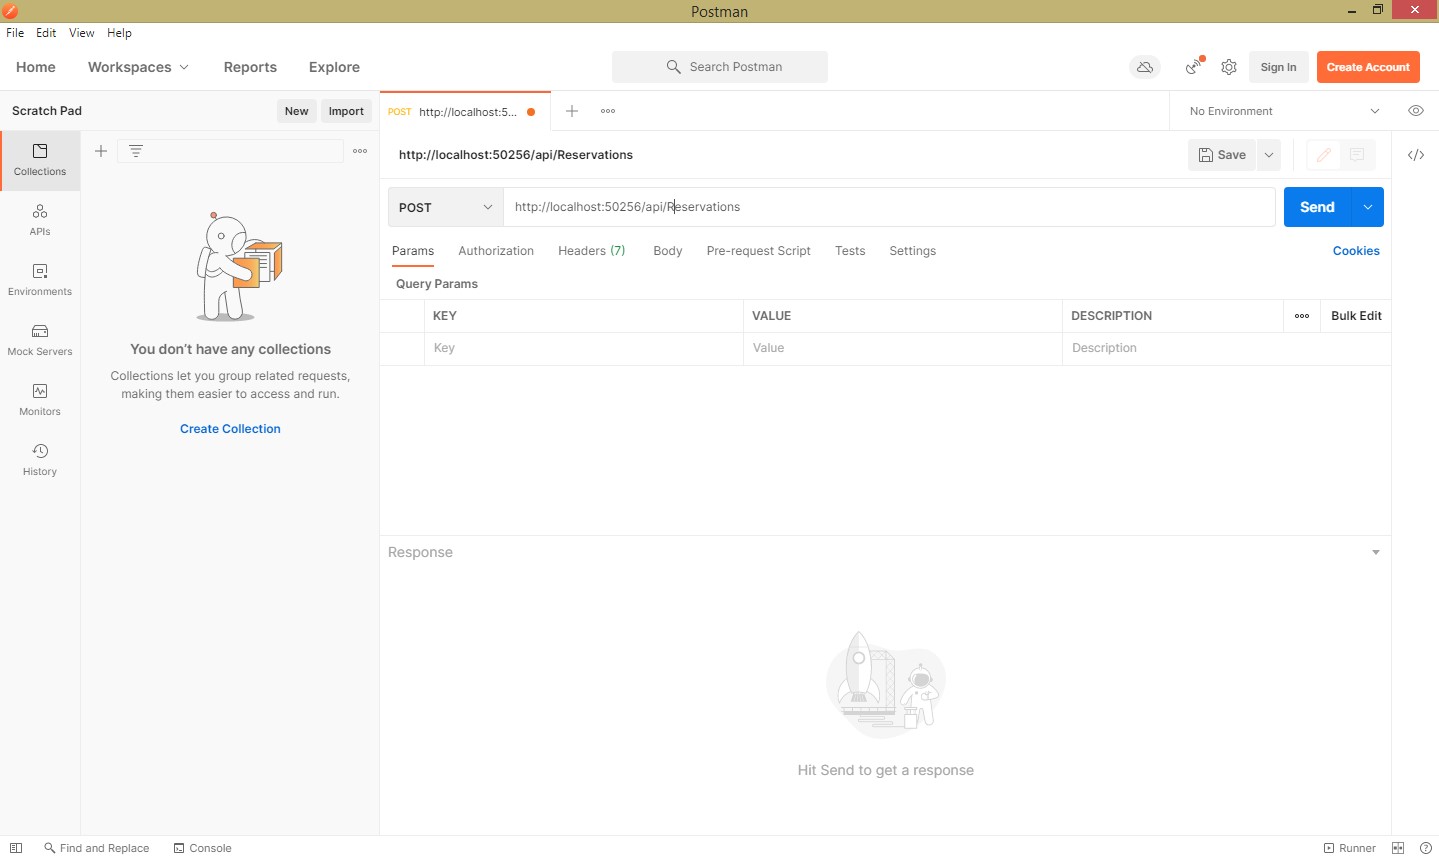 Postman
File Edit View Help
Home Workspaces Reports Explore Search Postman Sign In Create Account
Scratch Pad New Import POST http://localhost:5... No Environment
http://localhost:50256/api/Reservations Save
POST http://localhost:50256/api/Reservations Send
Params Authorization Headers (7) Body Pre-request Script Tests Settings Cookies
Query Params
KEY VALUE DESCRIPTION Bulk Edit
Key Value Description
Collections
APIs
Environments
Mock Servers
Monitors
History
You don't have any collections
Collections let you group related requests,
making them easier to access and run.
Create Collection
Response
Hit Send to get a response
Find and Replace Console Runner